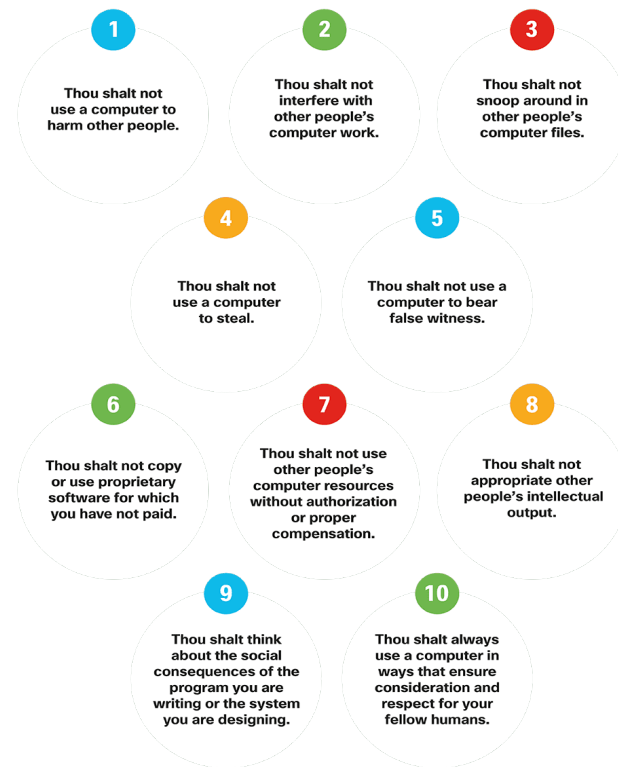 1
Thou shalt not
use a computer to
harm other people.
2
Thou shalt not
interfere with
other people's
computer work.
3
Thou shalt not
snoop around in
other people's
computer files.
4
Thou shalt not
use a computer
to steal.
5
Thou shalt not use a
computer to bear
false witness.
6
Thou shalt not copy
or use proprietary
software for which
you have not paid.
7
Thou shalt not use
other people's
computer resources
without authorization
or proper
compensation.
8
Thou shalt not
appropriate other
people's intellectual
output.
9
Thou shalt think
about the social
consequences of the
program you are
writing or the system
you are designing.
10
Thou shalt always
use a computer in
ways that ensure
consideration and
respect for your
fellow humans.